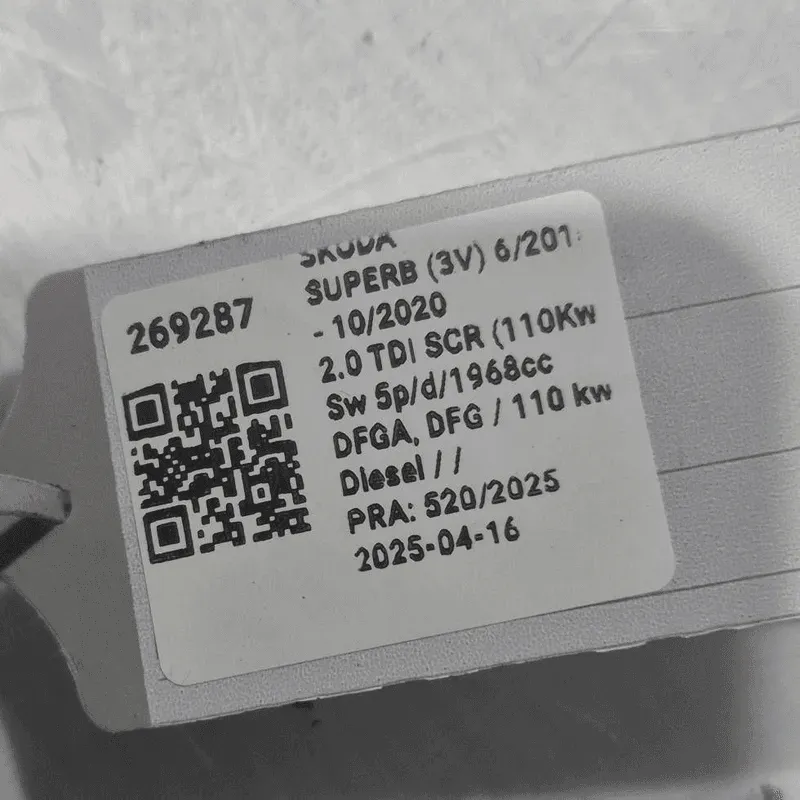 269287
SKODA
SUPERB (3V) 6/201
- 10/2020
2.0 TDI SCR (110Kw
Sw 5p/d/1968cc
DFGA, DFG / 110 kw
Diesel / /
PRA: 520/2025
2025-04-16